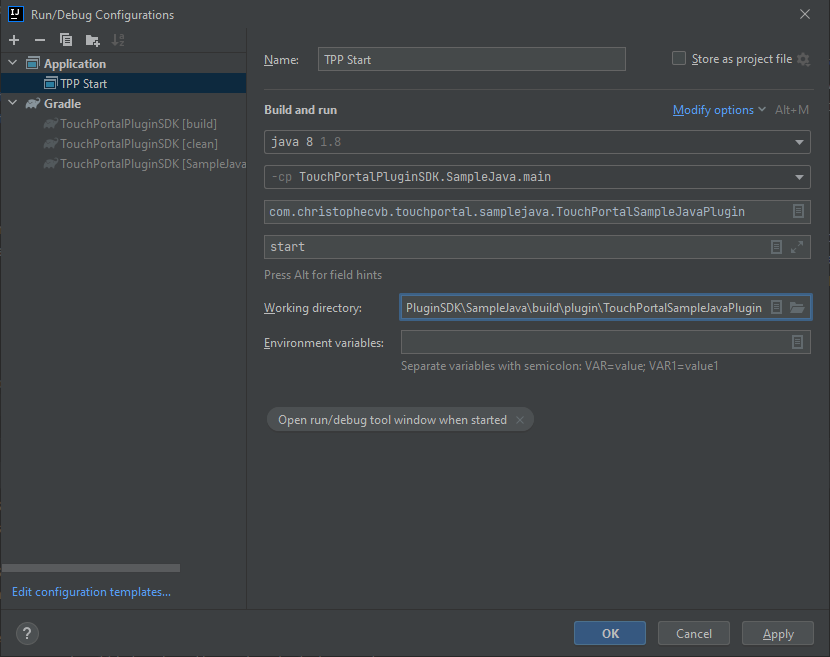 IJ Run/Debug Configurations
Name: TPP Start Store as project file
Application
TPP Start
Gradle
TouchPortalPluginSDK [build]
TouchPortalPluginSDK [clean]
TouchPortalPluginSDK [SampleJava
Build and run Modify options Alt+M
java 8 1.8
-cp TouchPortalPluginSDK.SampleJava.main
com.christophecvb.touchportal.samplejava.TouchPortalSampleJavaPlugin
start
Press Alt for field hints
Working directory: PluginSDK\SampleJava\build\plugin\TouchPortalSampleJavaPlugin
Environment variables:
Separate variables with semicolon: VAR=value; VAR1=value1
Open run/debug tool window when started
Edit configuration templates...
? OK Cancel Apply